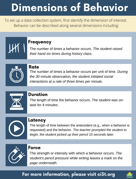 Dimensions of Behavior
To set up a data collection system, first identify the dimension of interest.
Behavior can be described along several dimensions including:
Frequency
The number of times a behavior occurs. The student raised
their hand six times during history class.
Rate
The number of times a behavior occurs per unit of time. During
the 30 minute observation, the student initiated social
interactions at a rate of two times per minute.
Duration
The length of time the behavior occurs. The student was on-
task for 4 minutes.
Latency
The length of time between the antecedent (e.g., when a behavior is
requested) and the behavior. The teacher prompted the student to
begin; the student picked up their pencil 15 seconds later.
Force
The strength or intensity with which a behavior occurs. The
student's pencil pressure while writing leaves a mark on the
page underneath.
For more information, please visit ci3t.org